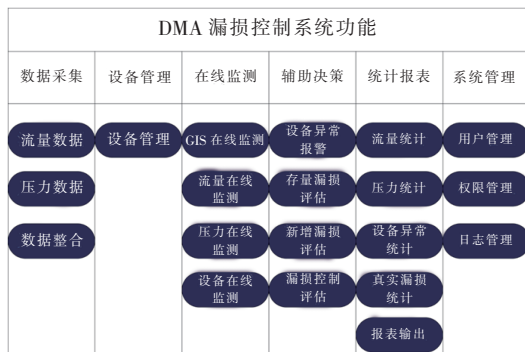 DMA 漏损控制系统功能
数据采集 设备管理 在线监测 辅助决策 统计报表 系统管理
流量数据 设备管理 GIS 在线监测 设备异常 流量统计 用户管理
报警
压力数据 流量在线 存量漏损 压力统计 权限管理
监测 评估
数据整合 压力在线 新增漏损 设备异常 日志管理
监测 评估 统计
设备在线 漏损控制 真实漏损
监测 评估 统计
报表输出